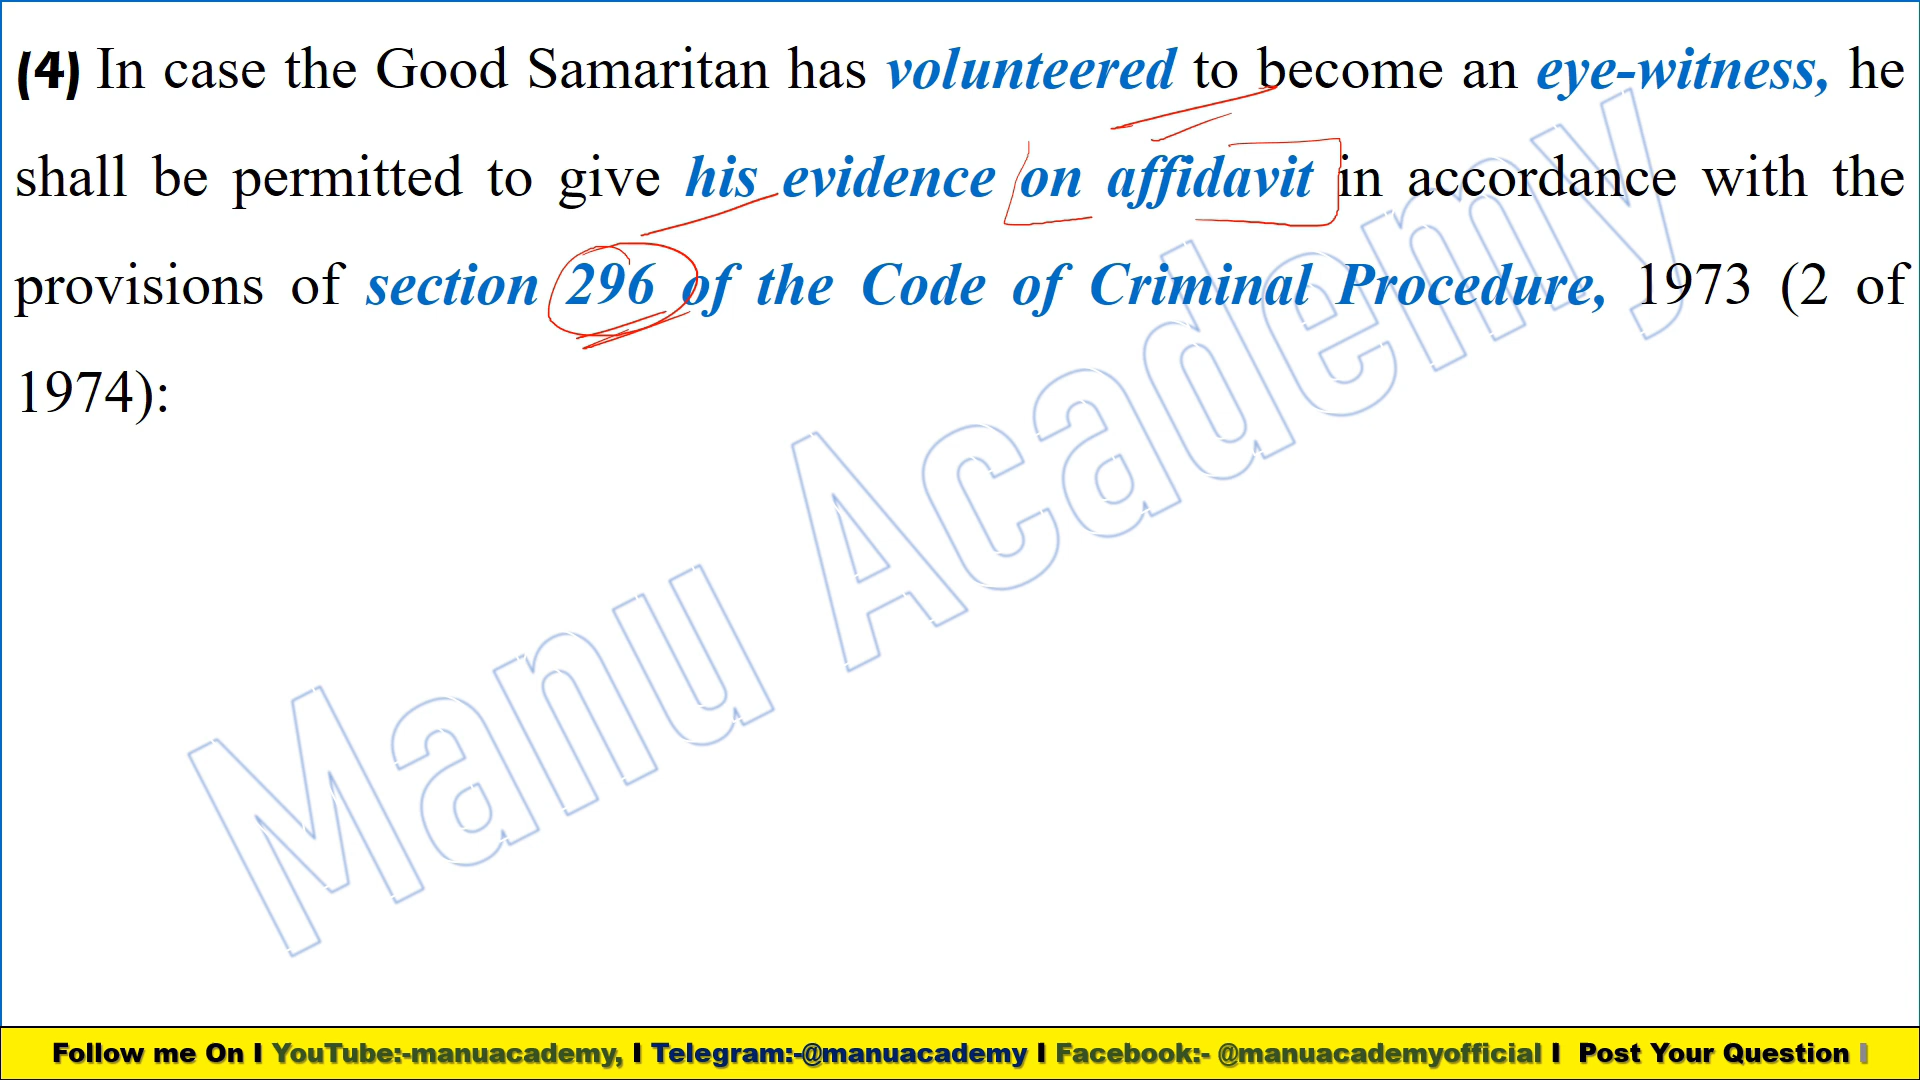 (4) In case the Good Samaritan has volunteered to become an eye-witness, he
shall be permitted to give his evidence on affidavit in accordance with the
provisions of section 296 of the Code of Criminal Procedure, 1973 (2 of
1974):
Manu Academy
Follow me On I YouTube:-manuacademy, I Telegram:-@manuacademy I Facebook:- @manuacademyofficial I Post Your Question I